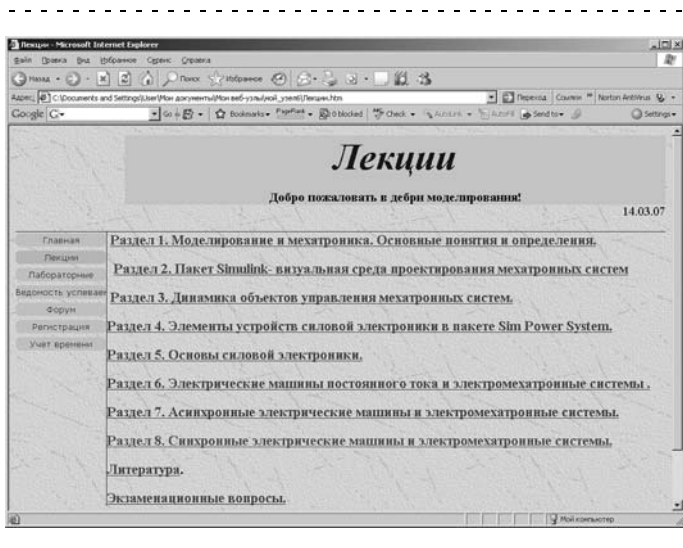 Лекции - Microsoft Internet Explorer
Файл Правка Вид Избранное Сервис Справка
Назад Поиск Избранное
Адрес: C:\Documents and Settings\User\Мои документы\Мои веб-узлы\мой_узел6\Лекции.htm Переход Ссылки » Norton AntiVirus
Google G Go Bookmarks PageRank 0 blocked Check AutoLink AutoFill Send to Settings
Лекции
Добро пожаловать в дебри моделирования!
14.03.07
Главная
Лекции
Лабораторные
Ведомость успевае
Форум
Регистрация
Учет времени
Раздел 1. Моделирование и мехатроника. Основные понятия и определения.
Раздел 2. Пакет Simulink- визуальная среда проектирования мехатронных систем
Раздел 3. Динамика объектов управления мехатронных систем.
Раздел 4. Элементы устройств силовой электроники в пакете Sim Power System.
Раздел 5. Основы силовой электроники.
Раздел 6. Электрические машины постоянного тока и электромехатронные системы .
Раздел 7. Асинхронные электрические машины и электромехатронные системы.
Раздел 8. Синхронные электрические машины и электромехатронные системы.
Литература.
Экзаменационные вопросы.
Мой компьютер